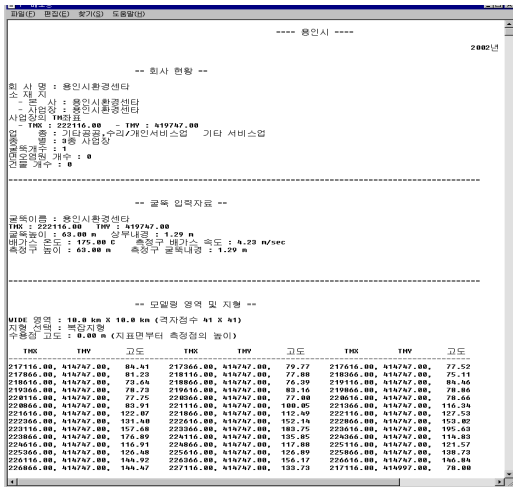 파일(F) 편집(E) 찾기(S) 도움말(H)
---- 용인시 ----
2002년
-- 회사 현황 --
회 사 명 : 용인시환경센타
소 재 지
- 본 사 : 용인시환경센타
- 사업장 : 용인시환경센타
사업장의 TM좌표
- TMX : 222116.00 - TMY : 419747.00
업 종 : 기타공공,수리/개인서비스업 기타 서비스업
종 별 : 3종 사업장
굴뚝개수 : 1
면오염원 개수 : 0
건물 개수 : 0
-- 굴뚝 입력자료 --
굴뚝이름 : 용인시환경센타
TMX : 222116.00 TMY : 419747.00
굴뚝높이 : 63.00 m 상부내경 : 1.29 m
배가스 온도 : 175.00 C 측정구 배가스 속도 : 4.23 m/sec
측정구 높이 : 63.00 m 측정구 굴뚝내경 : 1.29 m
-- 모델링 영역 및 지형 --
WIDE 영역 : 10.0 km X 10.0 km (격자점수 41 X 41)
지형 선택 : 복잡지형
수용점 고도 : 0.00 m (지표면부터 측정점의 높이)
TMX TMY 고도 TMX TMY 고도 TMX TMY 고도
217116.00, 414747.00, 84.41 217366.00, 414747.00, 79.77 217616.00, 414747.00, 77.52
217866.00, 414747.00, 81.23 218116.00, 414747.00, 77.88 218366.00, 414747.00, 75.11
218616.00, 414747.00, 73.64 218866.00, 414747.00, 76.39 219116.00, 414747.00, 84.46
219366.00, 414747.00, 78.73 219616.00, 414747.00, 83.16 219866.00, 414747.00, 78.86
220116.00, 414747.00, 77.75 220366.00, 414747.00, 77.00 220616.00, 414747.00, 78.66
220866.00, 414747.00, 83.91 221116.00, 414747.00, 100.05 221366.00, 414747.00, 116.34
221616.00, 414747.00, 122.07 221866.00, 414747.00, 112.40 222116.00, 414747.00, 127.53
222366.00, 414747.00, 131.40 222616.00, 414747.00, 152.14 222866.00, 414747.00, 153.02
223116.00, 414747.00, 157.68 223366.00, 414747.00, 183.75 223616.00, 414747.00, 195.63
223866.00, 414747.00, 176.89 224116.00, 414747.00, 135.85 224366.00, 414747.00, 114.83
224616.00, 414747.00, 116.91 224866.00, 414747.00, 117.88 225116.00, 414747.00, 121.57
225366.00, 414747.00, 126.48 225616.00, 414747.00, 126.89 225866.00, 414747.00, 138.73
226116.00, 414747.00, 144.92 226366.00, 414747.00, 156.17 226616.00, 414747.00, 146.84
226866.00, 414747.00, 144.47 227116.00, 414747.00, 133.73 217116.00, 414997.00, 78.00